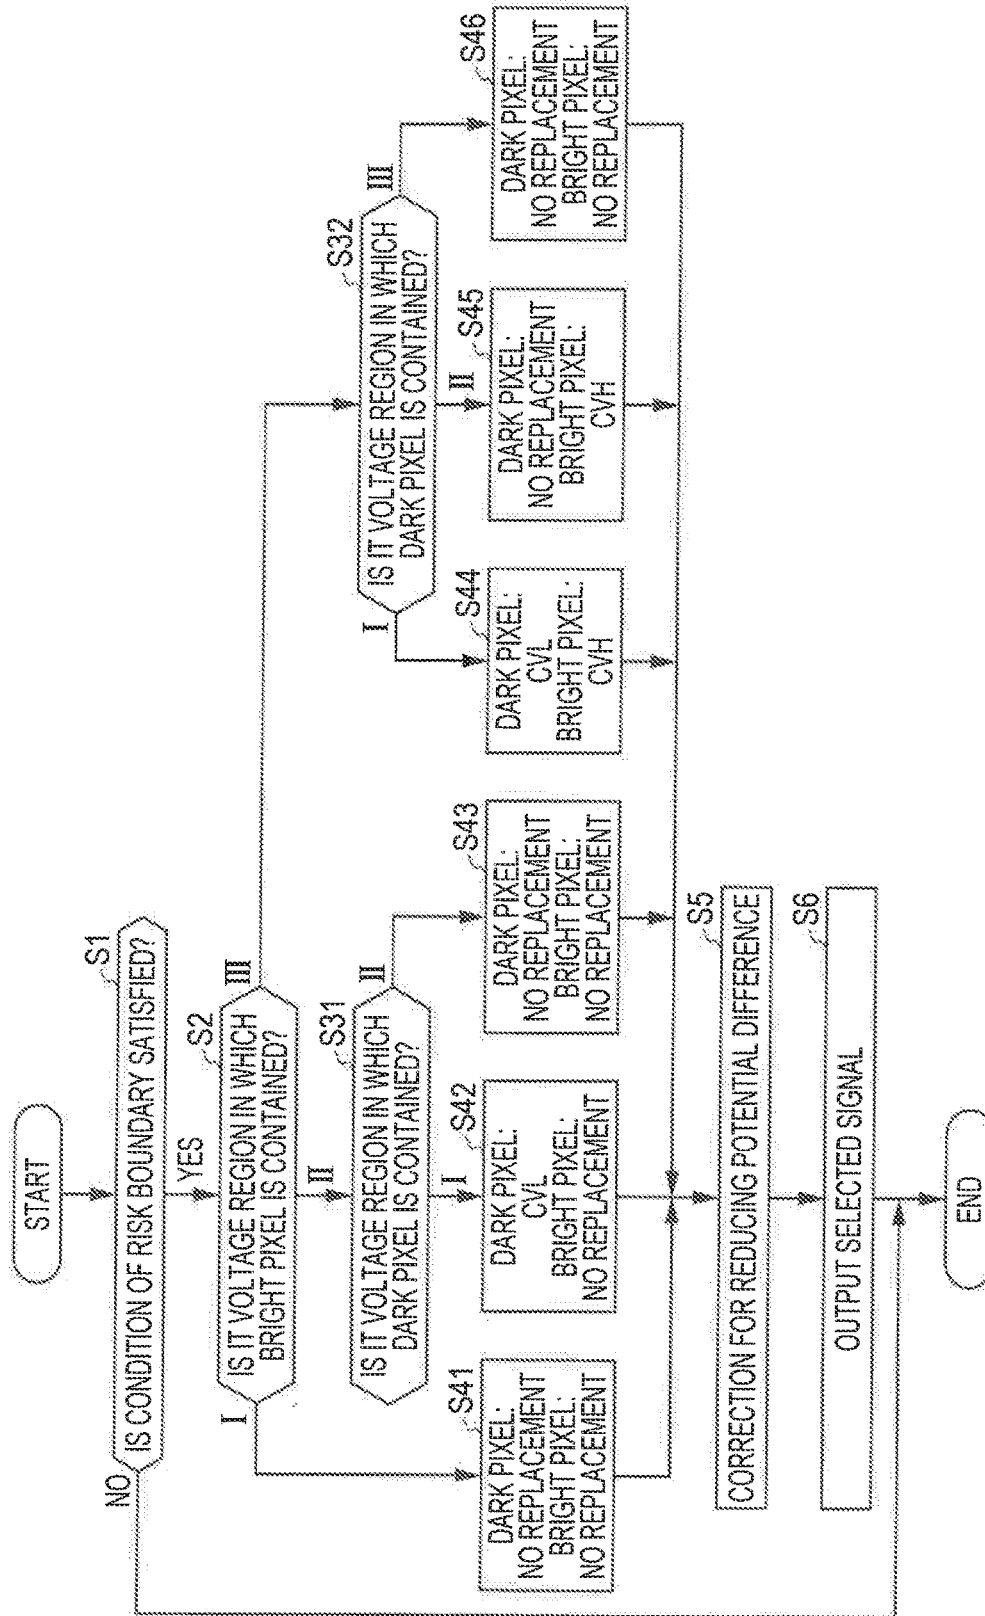 START
S1
IS CONDITION OF RISK BOUNDARY SATISFIED?
NO
YES
S2
IS IT VOLTAGE REGION IN WHICH
BRIGHT PIXEL IS CONTAINED?
I
II
III
S31
IS IT VOLTAGE REGION IN WHICH
DARK PIXEL IS CONTAINED?
I
II
S32
IS IT VOLTAGE REGION IN WHICH
DARK PIXEL IS CONTAINED?
I
II
III
S41
DARK PIXEL:
NO REPLACEMENT
BRIGHT PIXEL:
NO REPLACEMENT
S42
DARK PIXEL:
CVL
BRIGHT PIXEL:
NO REPLACEMENT
S43
DARK PIXEL:
NO REPLACEMENT
BRIGHT PIXEL:
NO REPLACEMENT
S44
DARK PIXEL:
CVL
BRIGHT PIXEL:
CVH
S45
DARK PIXEL:
NO REPLACEMENT
BRIGHT PIXEL:
CVH
S46
DARK PIXEL:
NO REPLACEMENT
BRIGHT PIXEL:
NO REPLACEMENT
S5
CORRECTION FOR REDUCING POTENTIAL DIFFERENCE
S6
OUTPUT SELECTED SIGNAL
END